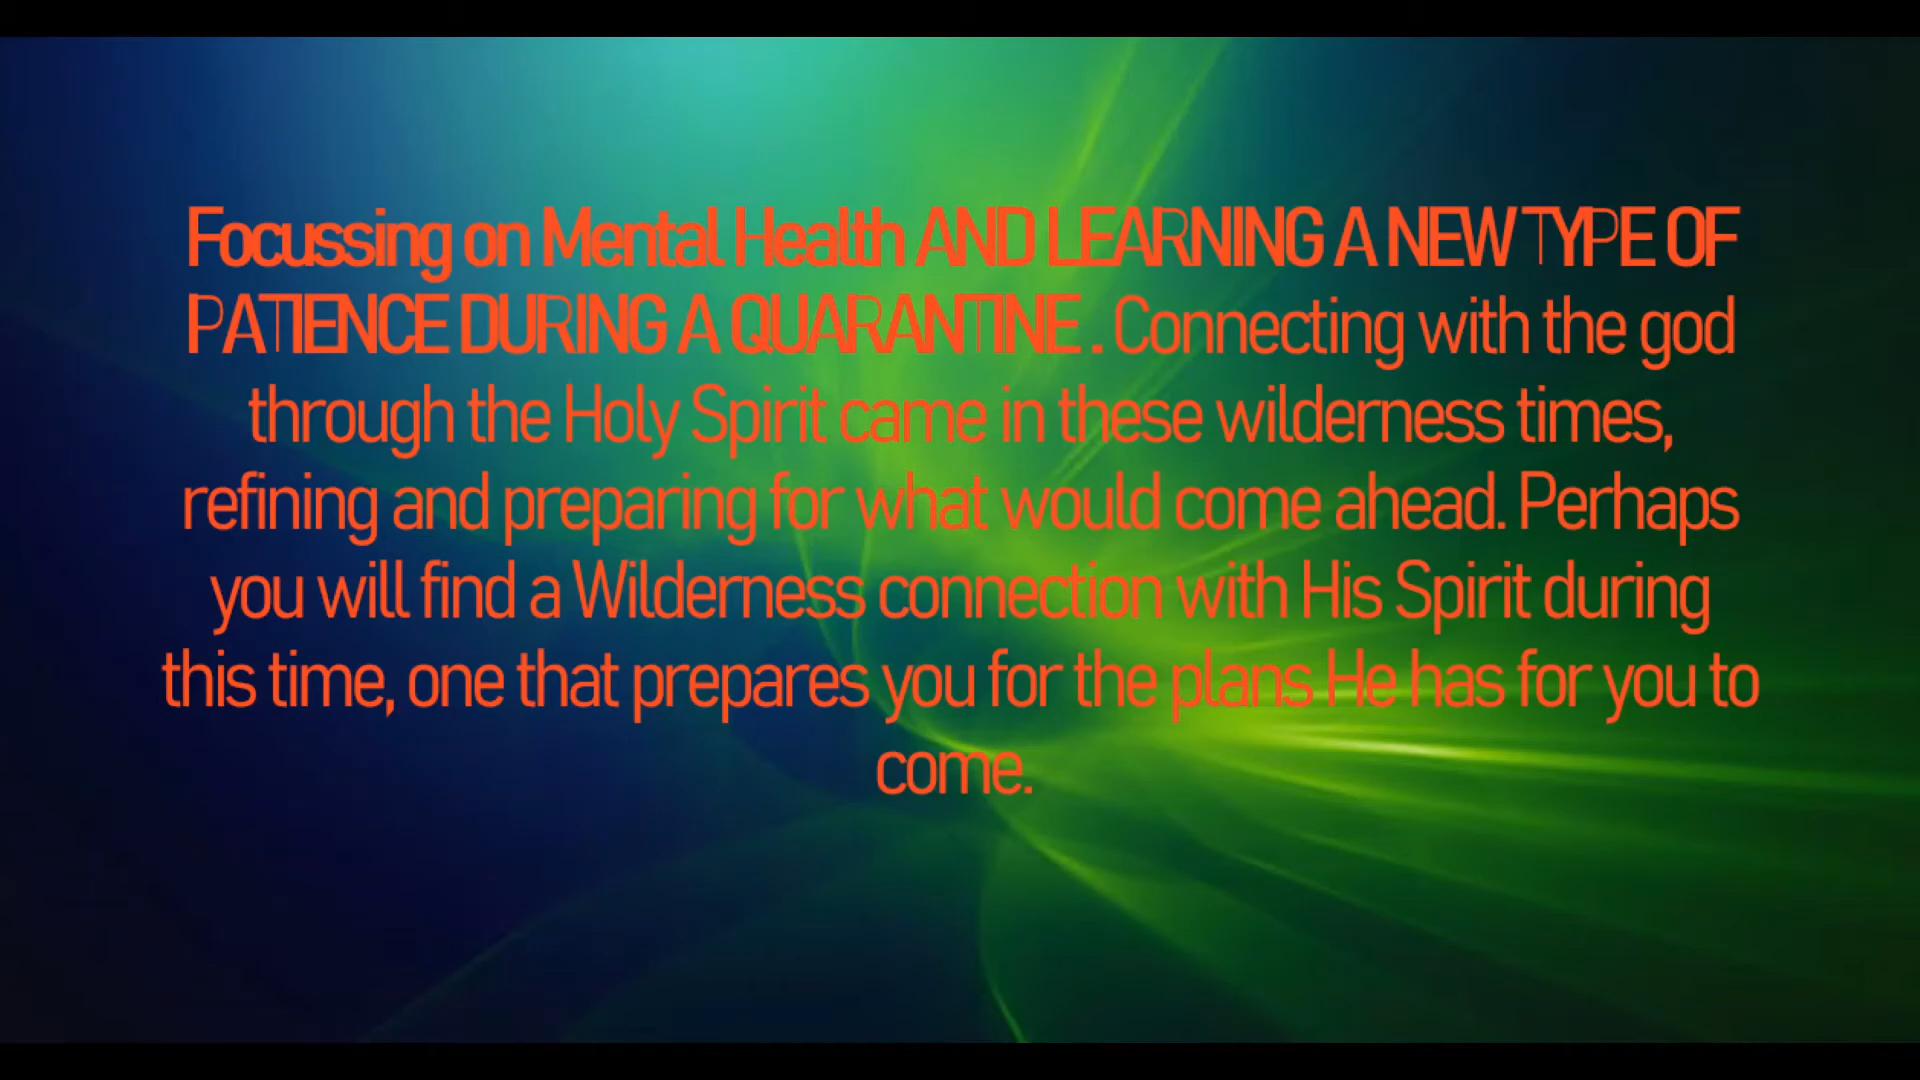 Focussing on Mental Health AND LEARNING A NEW TYPE OF
PATIENCE DURING A QUARANTINE . Connecting with the god
through the Holy Spirit came in these wilderness times,
refining and preparing for what would come ahead. Perhaps
you will find a Wilderness connection with His Spirit during
this time, one that prepares you for the plans He has for you to
come.